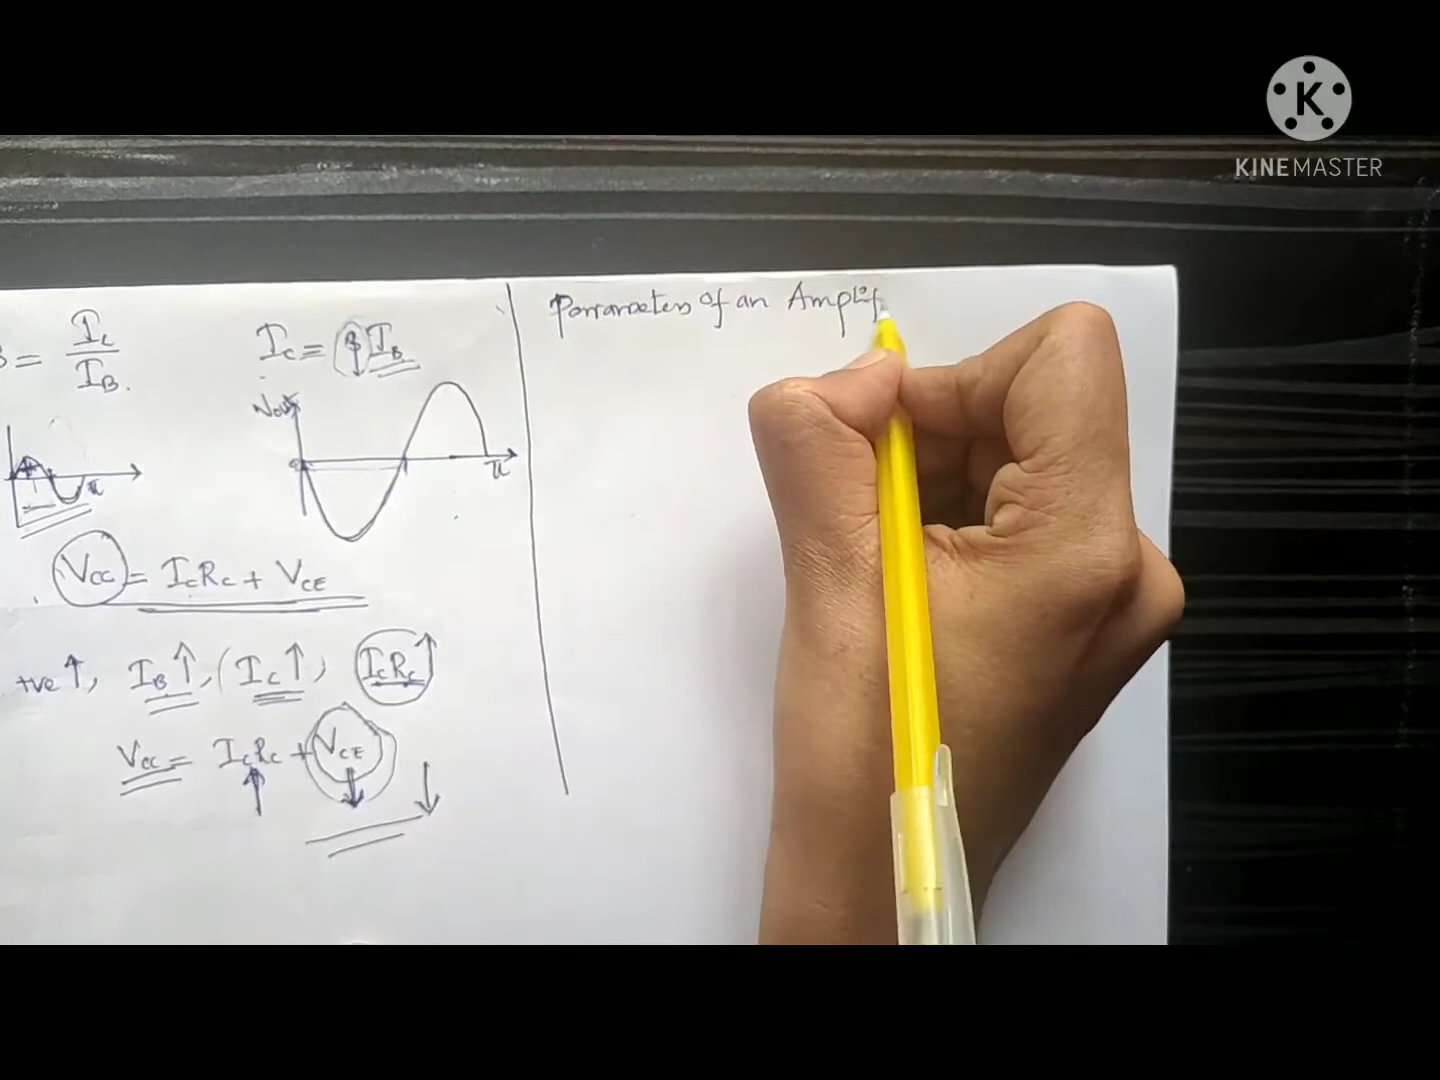 KINEMASTER
β = I_C / I_B.
I_C = β I_B
Vout
π
π
V_CC = I_C R_C + V_CE
+ve ↑, I_B ↑, (I_C ↑, I_C R_C ↑
V_CC = I_C R_C + V_CE ↓
Parameters of an Amplif